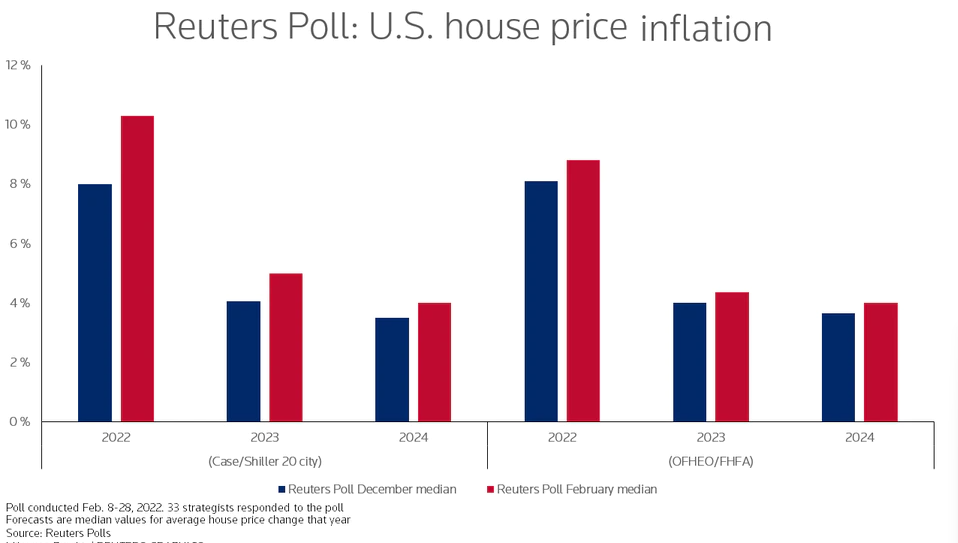 Reuters Poll: U.S. house price inflation
12 %
10 %
8 %
6 %
4 %
2 %
0 %
2022 2023 2024 2022 2023 2024
(Case/Shiller 20 city) (OFHEO/FHFA)
Reuters Poll December median Reuters Poll February median
Poll conducted Feb. 8-28, 2022. 33 strategists responded to the poll
Forecasts are median values for average house price change that year
Source: Reuters Polls